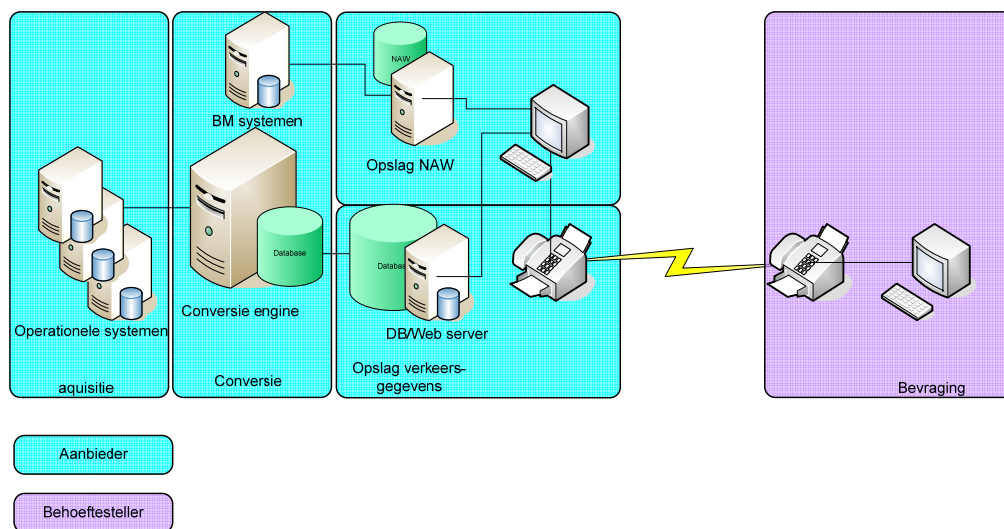 NAW
BM systemen
Opslag NAW
Database
Database
Operationele systemen
Conversie engine
DB/Web server
aquisitie
Conversie
Opslag verkeers-
gegevens
Bevraging
Aanbieder
Behoeftesteller